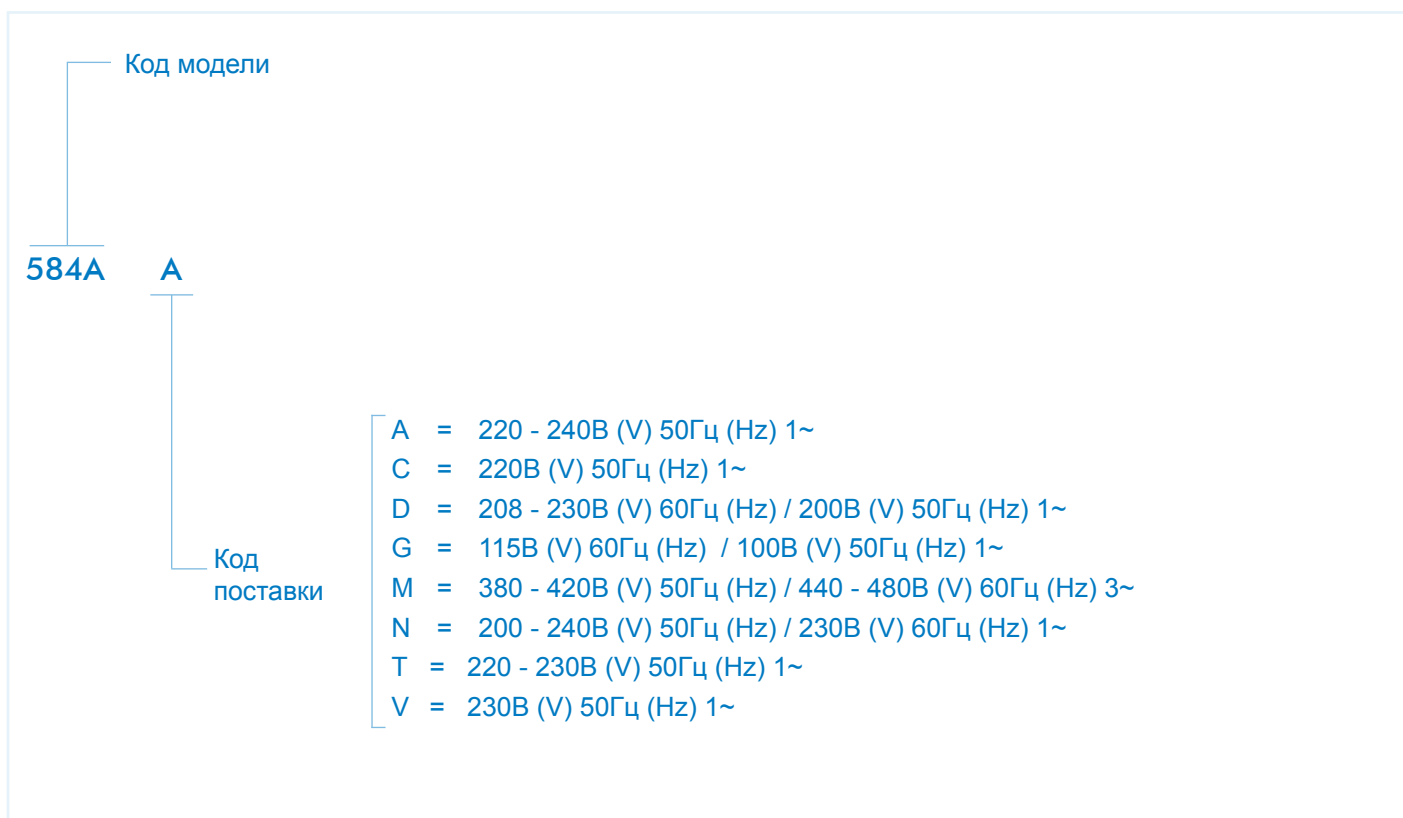 Код модели
584A A
A = 220 - 240В (V) 50Гц (Hz) 1~
C = 220В (V) 50Гц (Hz) 1~
D = 208 - 230В (V) 60Гц (Hz) / 200В (V) 50Гц (Hz) 1~
G = 115В (V) 60Гц (Hz) / 100В (V) 50Гц (Hz) 1~
M = 380 - 420В (V) 50Гц (Hz) / 440 - 480В (V) 60Гц (Hz) 3~
N = 200 - 240В (V) 50Гц (Hz) / 230В (V) 60Гц (Hz) 1~
T = 220 - 230В (V) 50Гц (Hz) 1~
V = 230В (V) 50Гц (Hz) 1~
Код
поставки